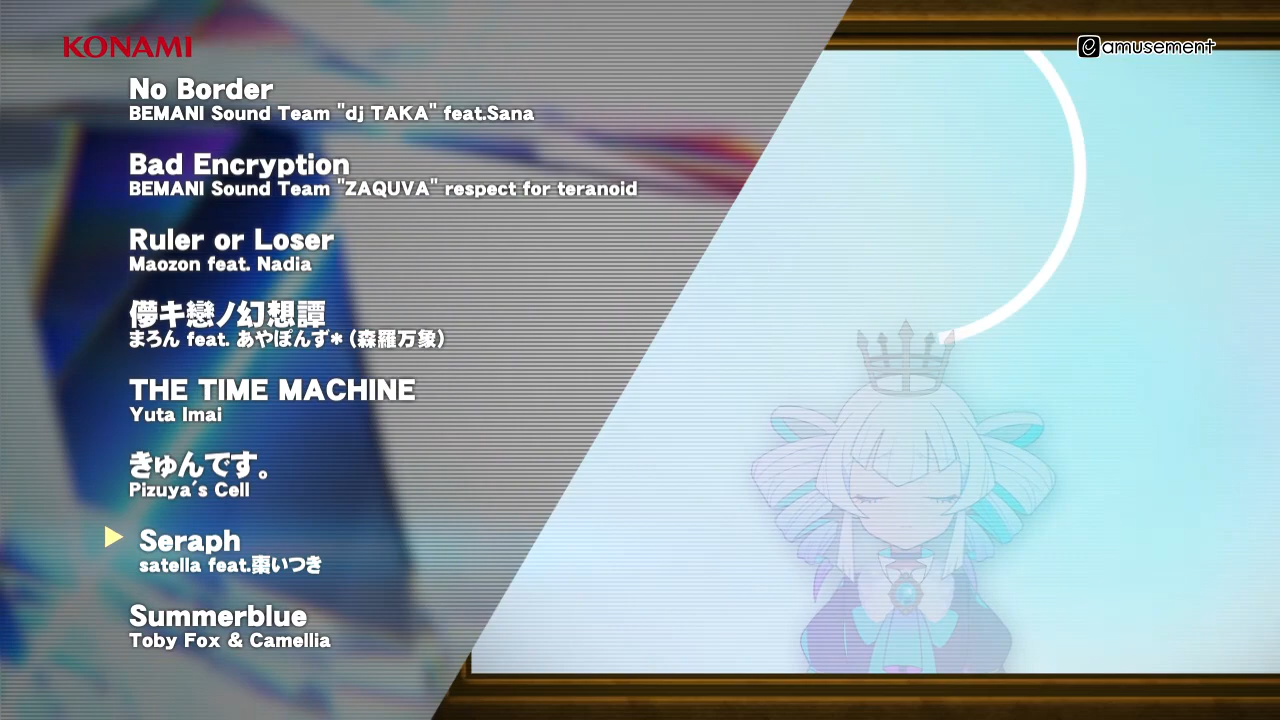 KONAMI
e amusement
No Border
BEMANI Sound Team "dj TAKA" feat.Sana
Bad Encryption
BEMANI Sound Team "ZAQUVA" respect for teranoid
Ruler or Loser
Maozon feat. Nadia
儚キ戀ノ幻想譚
まろん feat. あやぽんず* (森羅万象)
THE TIME MACHINE
Yuta Imai
きゅんです。
Pizuya's Cell
Seraph
satella feat.棗いつき
Summerblue
Toby Fox & Camellia